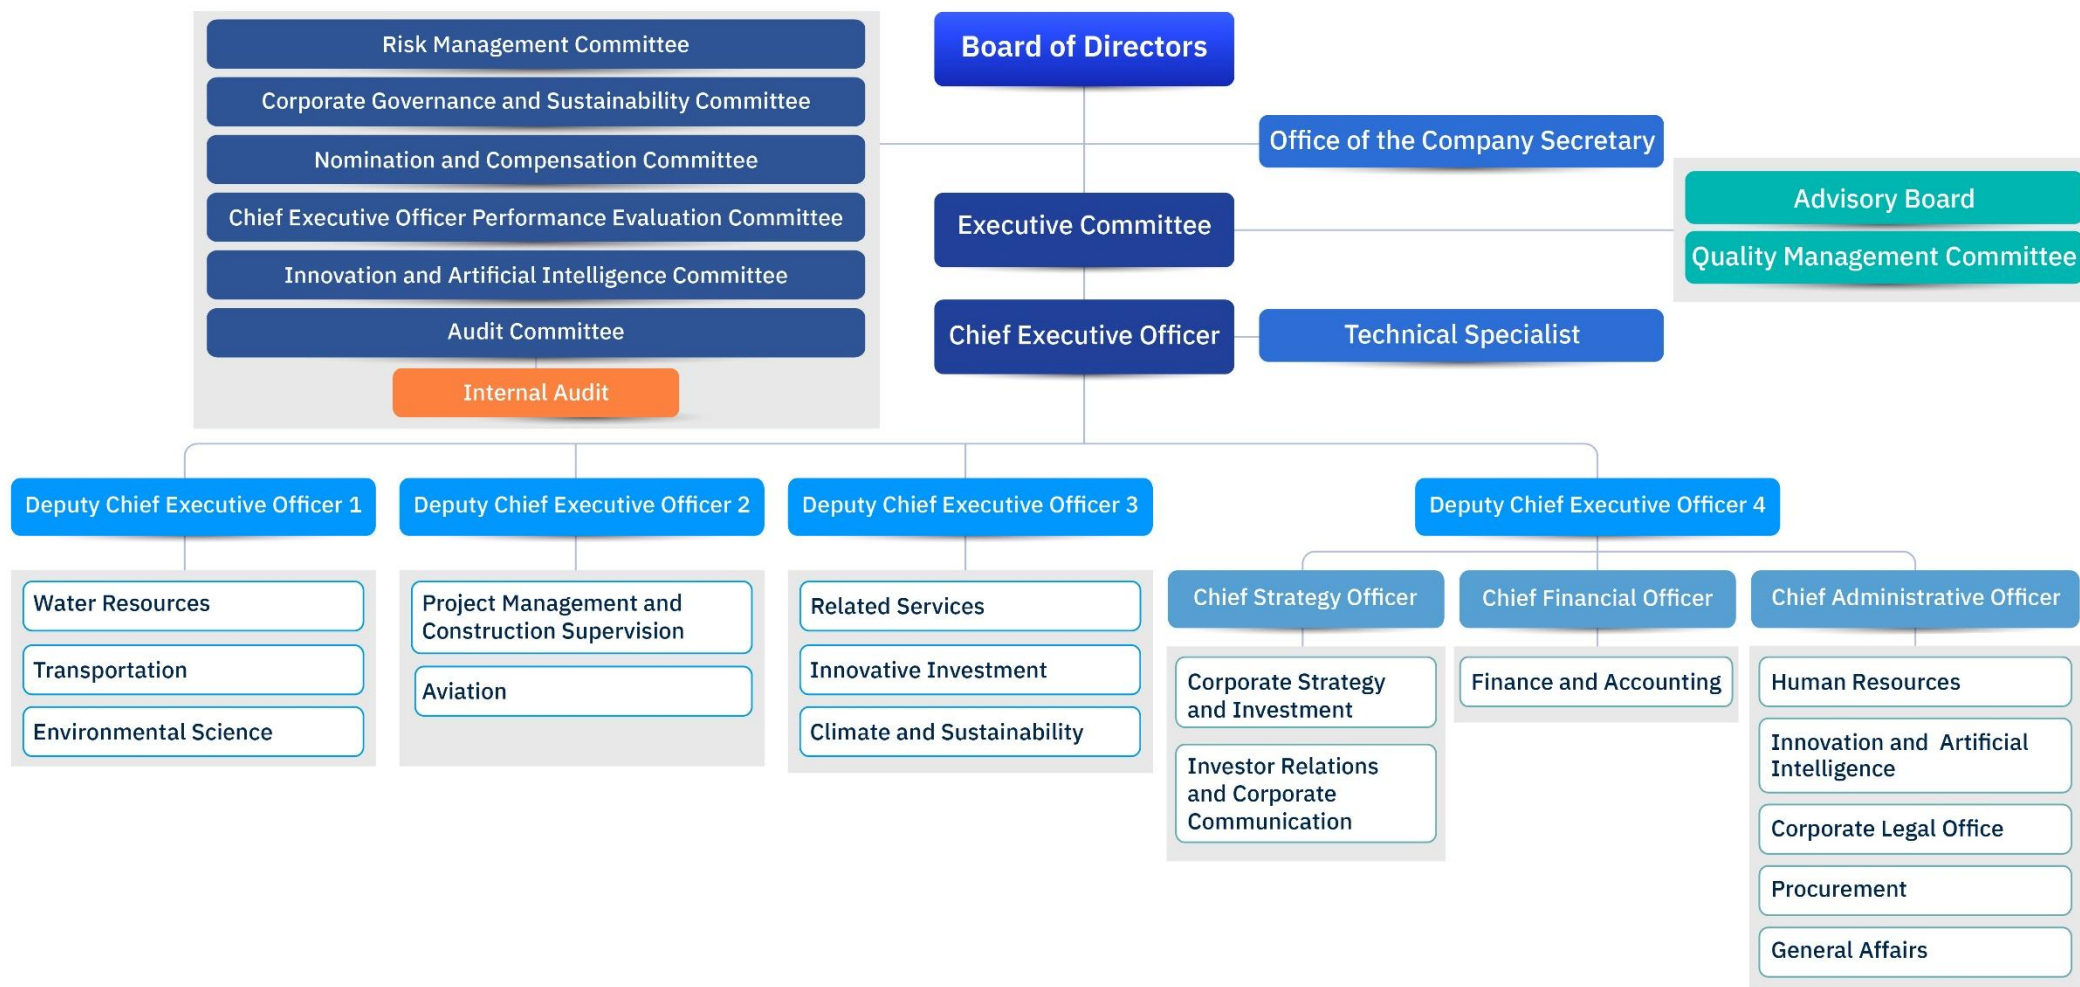 Risk Management Committee
Corporate Governance and Sustainability Committee
Nomination and Compensation Committee
Chief Executive Officer Performance Evaluation Committee
Innovation and Artificial Intelligence Committee
Audit Committee
Internal Audit
Board of Directors
Office of the Company Secretary
Executive Committee
Advisory Board
Quality Management Committee
Chief Executive Officer
Technical Specialist
Deputy Chief Executive Officer 1
Water Resources
Transportation
Environmental Science
Deputy Chief Executive Officer 2
Project Management and
Construction Supervision
Aviation
Deputy Chief Executive Officer 3
Related Services
Innovative Investment
Climate and Sustainability
Deputy Chief Executive Officer 4
Chief Strategy Officer
Corporate Strategy
and Investment
Investor Relations
and Corporate
Communication
Chief Financial Officer
Finance and Accounting
Chief Administrative Officer
Human Resources
Innovation and Artificial
Intelligence
Corporate Legal Office
Procurement
General Affairs